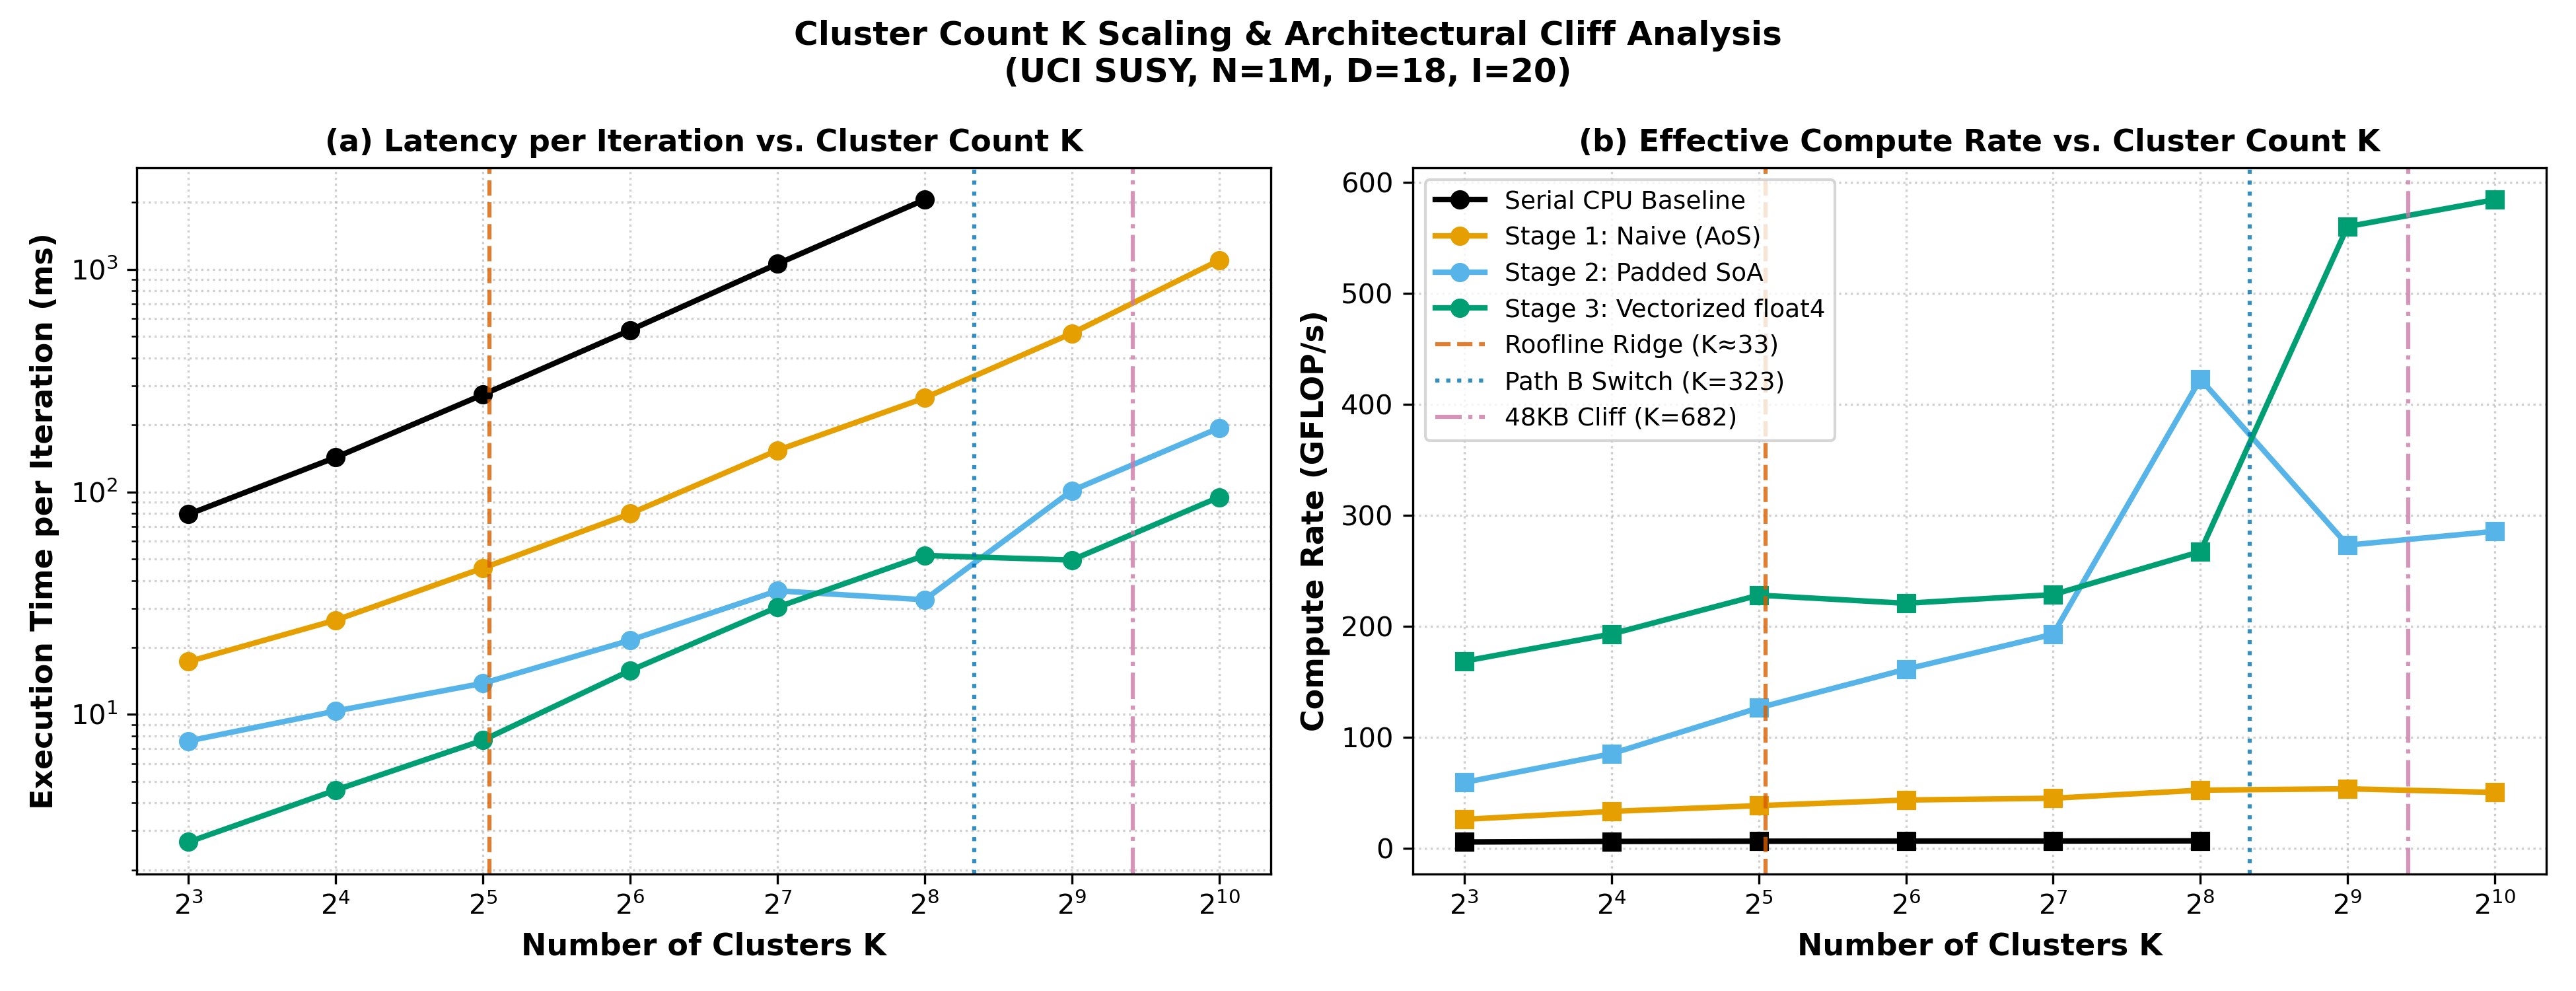 Cluster Count K Scaling & Architectural Cliff Analysis
(UCI SUSY, N=1M, D=18, I=20)
(a) Latency per Iteration vs. Cluster Count K
Execution Time per Iteration (ms)
10³
10²
10¹
2³ 2⁴ 2⁵ 2⁶ 2⁷ 2⁸ 2⁹ 2¹⁰
Number of Clusters K
(b) Effective Compute Rate vs. Cluster Count K
Compute Rate (GFLOP/s)
600
500
400
300
200
100
0
Serial CPU Baseline
Stage 1: Naive (AoS)
Stage 2: Padded SoA
Stage 3: Vectorized float4
Roofline Ridge (K≈33)
Path B Switch (K=323)
48KB Cliff (K=682)
2³ 2⁴ 2⁵ 2⁶ 2⁷ 2⁸ 2⁹ 2¹⁰
Number of Clusters K